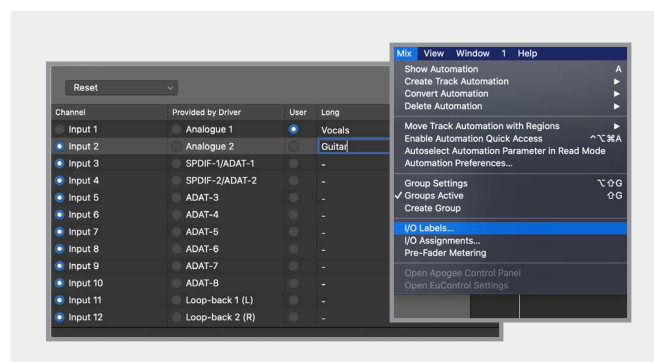 Reset
Channel Provided by Driver User Long
Input 1 Analogue 1 Vocals
Input 2 Analogue 2 Guitar
Input 3 SPDIF-1/ADAT-1 -
Input 4 SPDIF-2/ADAT-2 -
Input 5 ADAT-3 -
Input 6 ADAT-4 -
Input 7 ADAT-5 -
Input 8 ADAT-6 -
Input 9 ADAT-7 -
Input 10 ADAT-8 -
Input 11 Loop-back 1 (L) -
Input 12 Loop-back 2 (R) -
Mix View Window 1 Help
Show Automation A
Create Track Automation ▶
Convert Automation ▶
Delete Automation ▶
Move Track Automation with Regions ▶
Enable Automation Quick Access ^⌥⌘A
Autoselect Automation Parameter in Read Mode
Automation Preferences...
Group Settings ⌥⇧G
✓ Groups Active ⇧G
Create Group
I/O Labels...
I/O Assignments...
Pre-Fader Metering
Open Apogee Control Panel
Open EuControl Settings